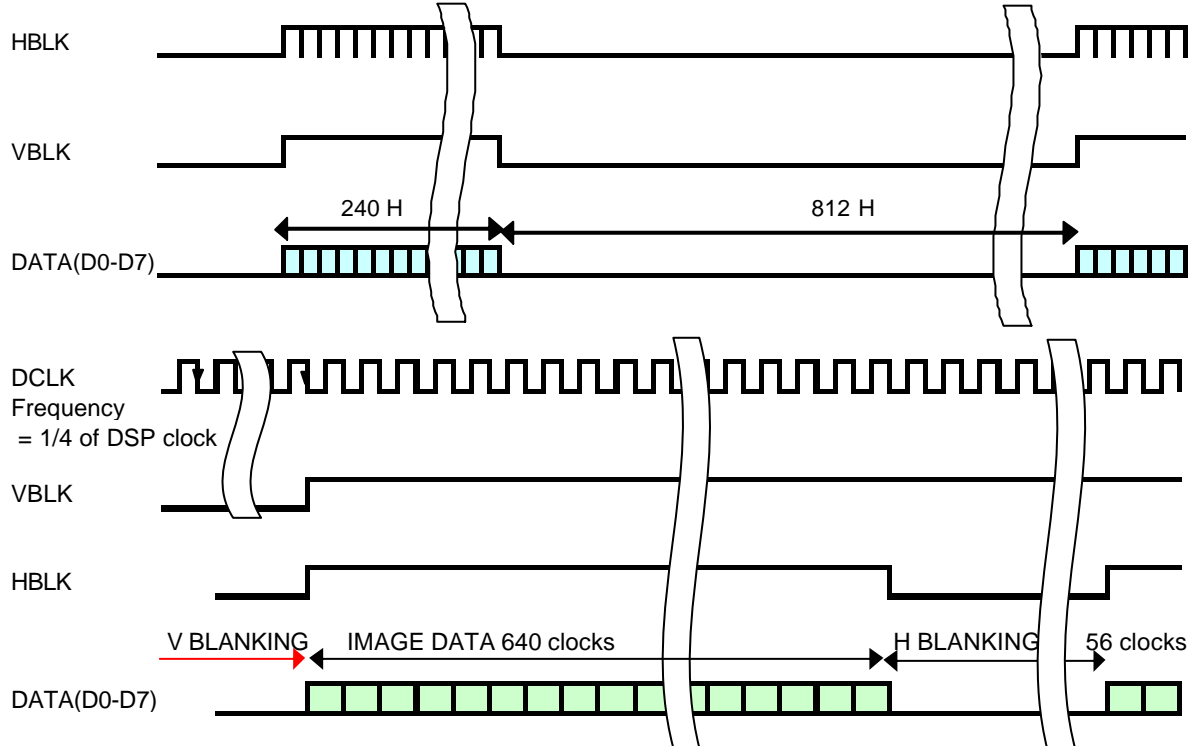 HBLK
VBLK
240 H
812 H
DATA(D0-D7)
DCLK
Frequency
= 1/4 of DSP clock
VBLK
HBLK
V BLANKING
IMAGE DATA 640 clocks
H BLANKING
56 clocks
DATA(D0-D7)